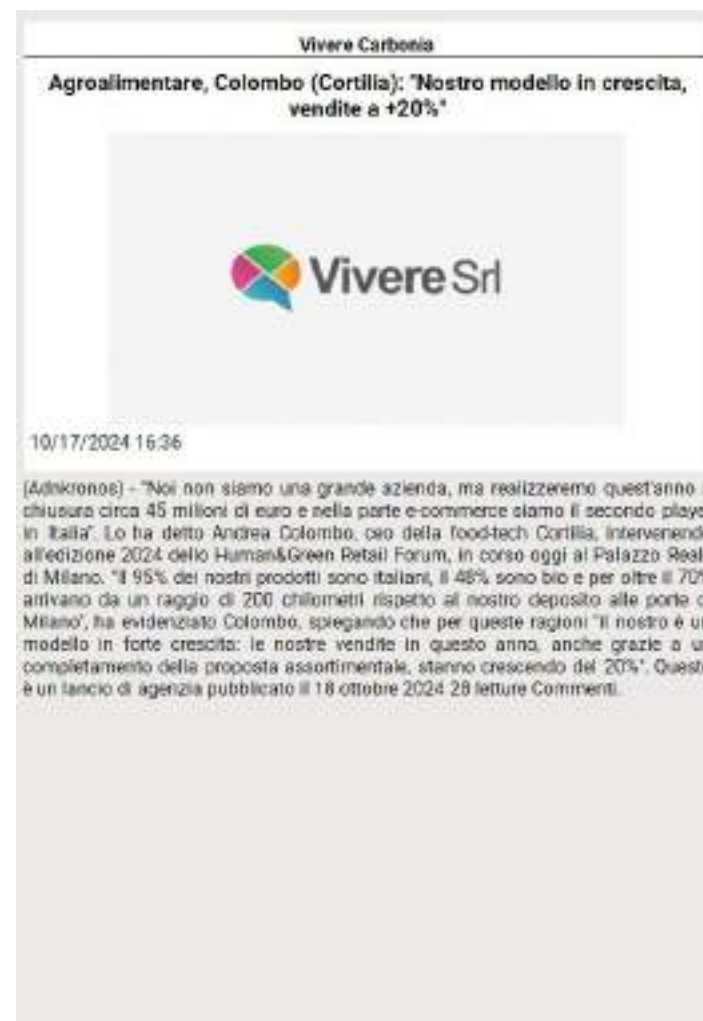 Vivere Carbonia
Agroalimentare, Colombo (Cortilia): "Nostro modello in crescita,
vendite a +20%"
Vivere Srl
10/17/2024 16:36
(Adnkronos) - "Noi non siamo una grande azienda, ma realizzeremo quest'anno
chiusura circa 45 milioni di euro e nella parte e-commerce siamo il secondo playe
in Italia". Lo ha detto Andrea Colombo, ceo della food-tech Cortilia, intervenend
all'edizione 2024 dello Human&Green Retail Forum, in corso oggi al Palazzo Real
di Milano. "Il 95% dei nostri prodotti sono italiani, il 48% sono bio e per oltre il 70%
arrivano da un raggio di 200 chilometri rispetto al nostro deposito alle porte d
Milano", ha evidenziato Colombo, spiegando che per queste ragioni "il nostro è un
modello in forte crescita: le nostre vendite in questo anno, anche grazie a u
completamento della proposta assortimentale, stanno crescendo del 20%". Quest
è un lancio di agenzia pubblicato il 18 ottobre 2024 28 letture Commenti.